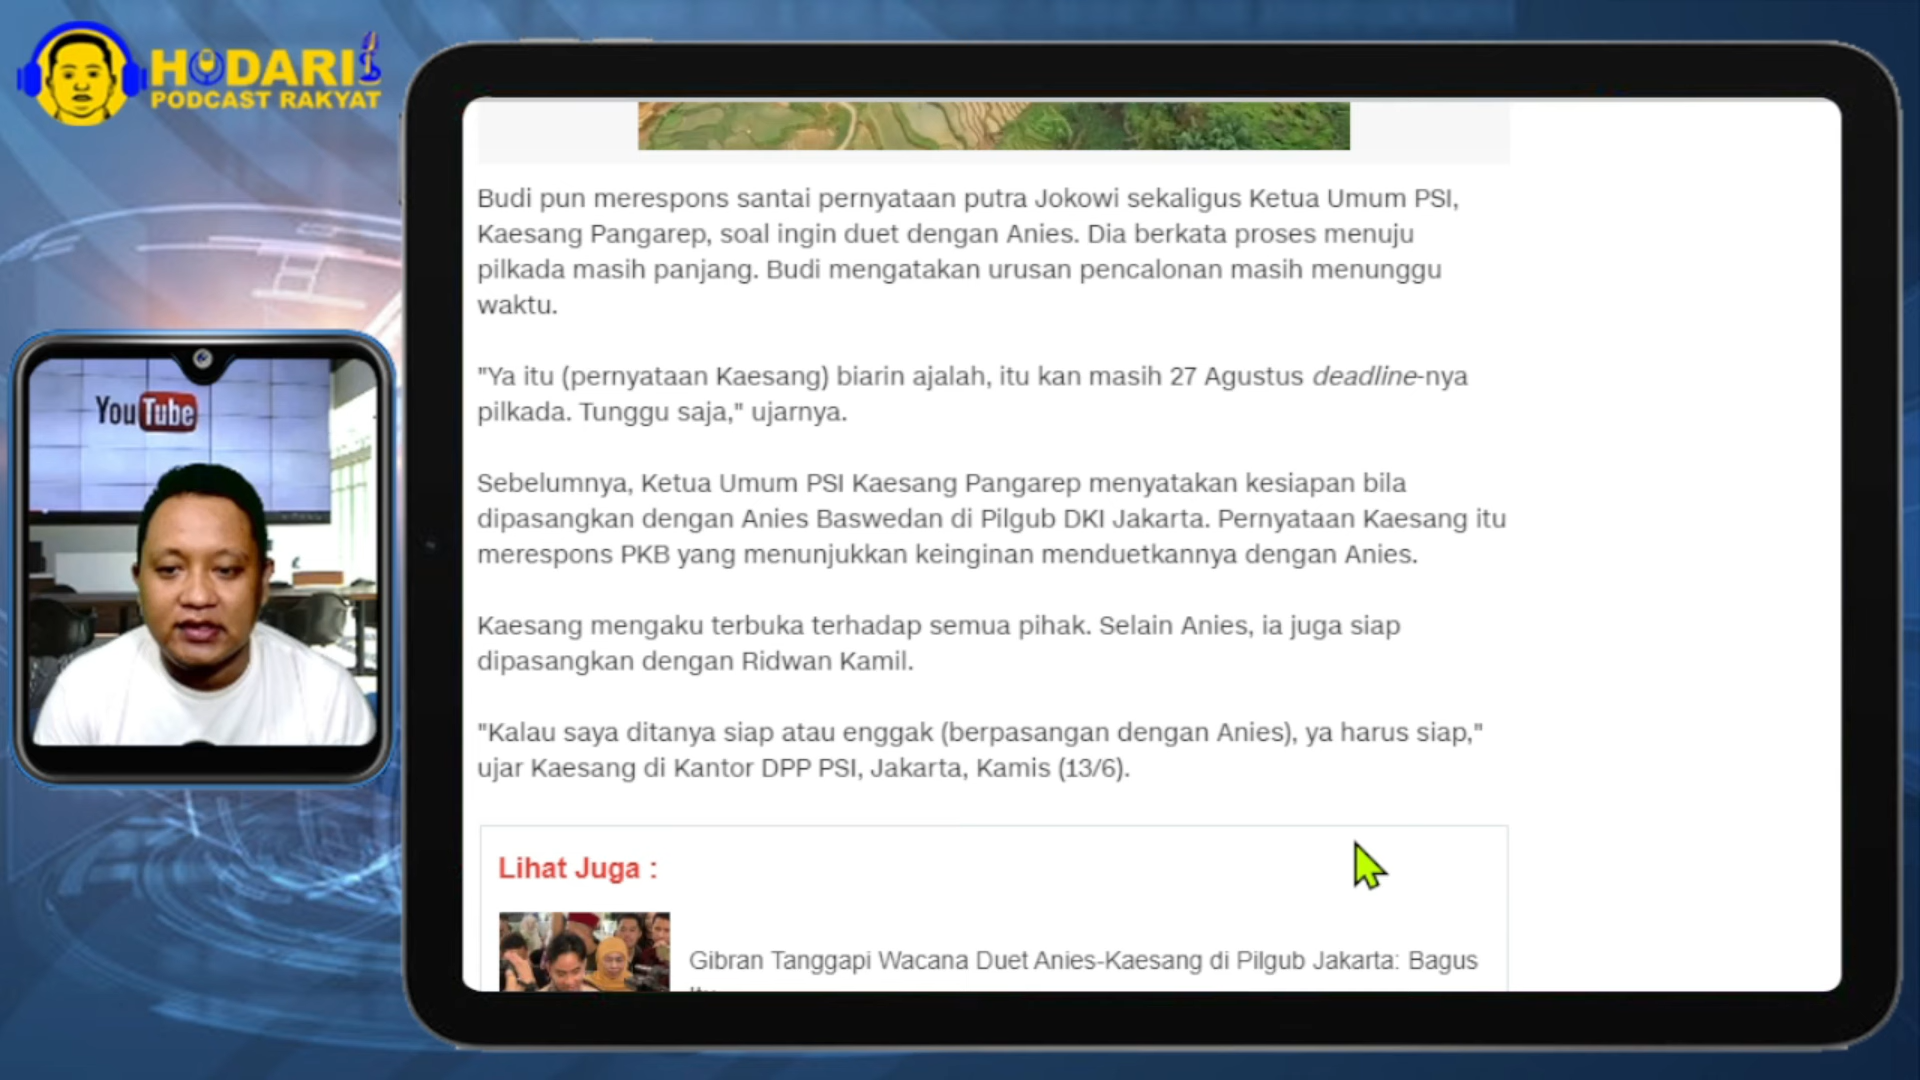 HODARI
PODCAST RAKYAT
YouTube
Budi pun merespons santai pernyataan putra Jokowi sekaligus Ketua Umum PSI,
Kaesang Pangarep, soal ingin duet dengan Anies. Dia berkata proses menuju
pilkada masih panjang. Budi mengatakan urusan pencalonan masih menunggu
waktu.
"Ya itu (pernyataan Kaesang) biarin ajalah, itu kan masih 27 Agustus deadline-nya
pilkada. Tunggu saja," ujarnya.
Sebelumnya, Ketua Umum PSI Kaesang Pangarep menyatakan kesiapan bila
dipasangkan dengan Anies Baswedan di Pilgub DKI Jakarta. Pernyataan Kaesang itu
merespons PKB yang menunjukkan keinginan menduetkannya dengan Anies.
Kaesang mengaku terbuka terhadap semua pihak. Selain Anies, ia juga siap
dipasangkan dengan Ridwan Kamil.
"Kalau saya ditanya siap atau enggak (berpasangan dengan Anies), ya harus siap,"
ujar Kaesang di Kantor DPP PSI, Jakarta, Kamis (13/6).
Lihat Juga :
Gibran Tanggapi Wacana Duet Anies-Kaesang di Pilgub Jakarta: Bagus